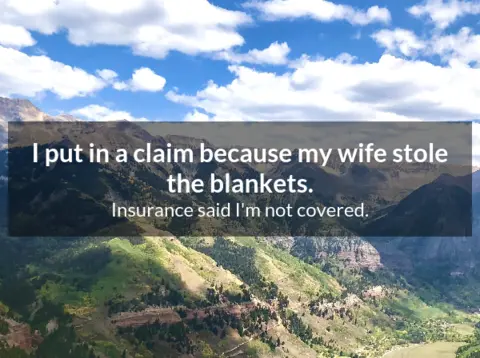 I put in a claim because my wife stole
the blankets.
Insurance said I'm not covered.